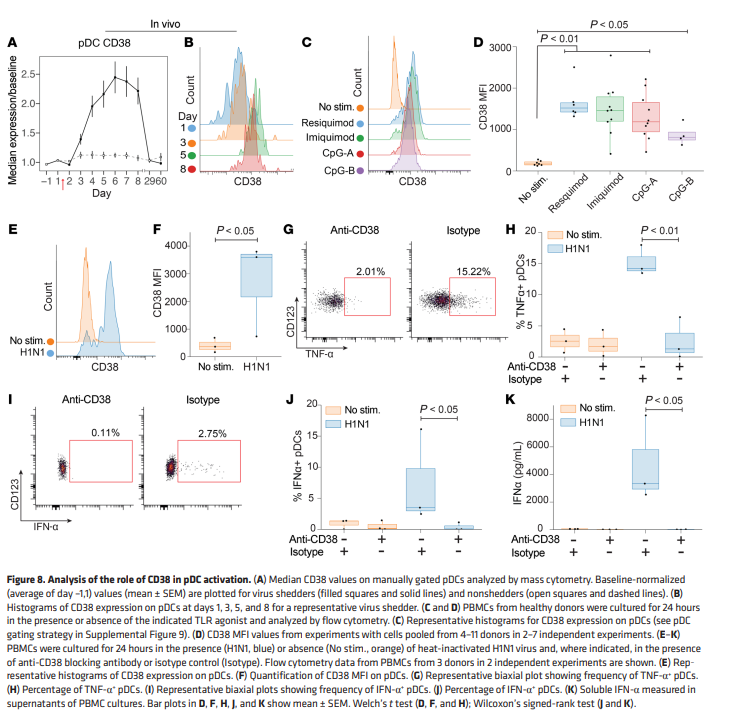 In vivo
A
pDC CD38
Median expression/baseline
2.5
2.0
1.5
1.0
−1 1 2 3 4 5 6 7 8 29 60
Day
B
Count
Day
1
3
5
8
CD38
C
Count
No stim.
Resiquimod
Imiquimod
CpG-A
CpG-B
CD38
D
P < 0.05
P < 0.01
CD38 MFI
3000
2000
1000
0
No stim.
Resquimod
Imiquimod
CpG-A
CpG-B
E
Count
No stim.
H1N1
CD38
F
P < 0.05
CD38 MFI
4000
3000
2000
1000
0
No stim.
H1N1
G
Anti-CD38
Isotype
2.01%
15.22%
CD123
TNF-α
H
No stim.
H1N1
P < 0.01
% TNFα+ pDCs
20
15
10
5
0
Anti-CD38 − + − +
Isotype + − + −
I
Anti-CD38
Isotype
0.11%
2.75%
CD123
IFN-α
J
No stim.
H1N1
P < 0.05
% IFNα+ pDCs
20
15
10
5
0
Anti-CD38 − + − +
Isotype + − + −
K
No stim.
H1N1
P < 0.05
IFNα (pg/mL)
8000
6000
4000
2000
0
Anti-CD38 − + − +
Isotype + − + −
Figure 8. Analysis of the role of CD38 in pDC activation. (A) Median CD38 values on manually gated pDCs analyzed by mass cytometry. Baseline-normalized
(average of day –1,1) values (mean ± SEM) are plotted for virus shedders (filled squares and solid lines) and nonshedders (open squares and dashed lines). (B)
Histograms of CD38 expression on pDCs at days 1, 3, 5, and 8 for a representative virus shedder. (C and D) PBMCs from healthy donors were cultured for 24 hours
in the presence or absence of the indicated TLR agonist and analyzed by flow cytometry. (C) Representative histograms for CD38 expression on pDCs (see pDC
gating strategy in Supplemental Figure 9). (D) CD38 MFI values from experiments with cells pooled from 4–11 donors in 2–7 independent experiments. (E–K)
PBMCs were cultured for 24 hours in the presence (H1N1, blue) or absence (No stim., orange) of heat-inactivated H1N1 virus and, where indicated, in the presence
of anti-CD38 blocking antibody or isotype control (Isotype). Flow cytometry data from PBMCs from 3 donors in 2 independent experiments are shown. (E) Rep-
resentative histograms of CD38 expression on pDCs. (F) Quantification of CD38 MFI on pDCs. (G) Representative biaxial plot showing frequency of TNF-α⁺ pDCs.
(H) Percentage of TNF-α⁺ pDCs. (I) Representative biaxial plots showing frequency of IFN-α⁺ pDCs. (J) Percentage of IFN-α⁺ pDCs. (K) Soluble IFN-α measured in
supernatants of PBMC cultures. Bar plots in D, F, H, J, and K show mean ± SEM. Welch's t test (D, F, and H); Wilcoxon's signed-rank test (J and K).